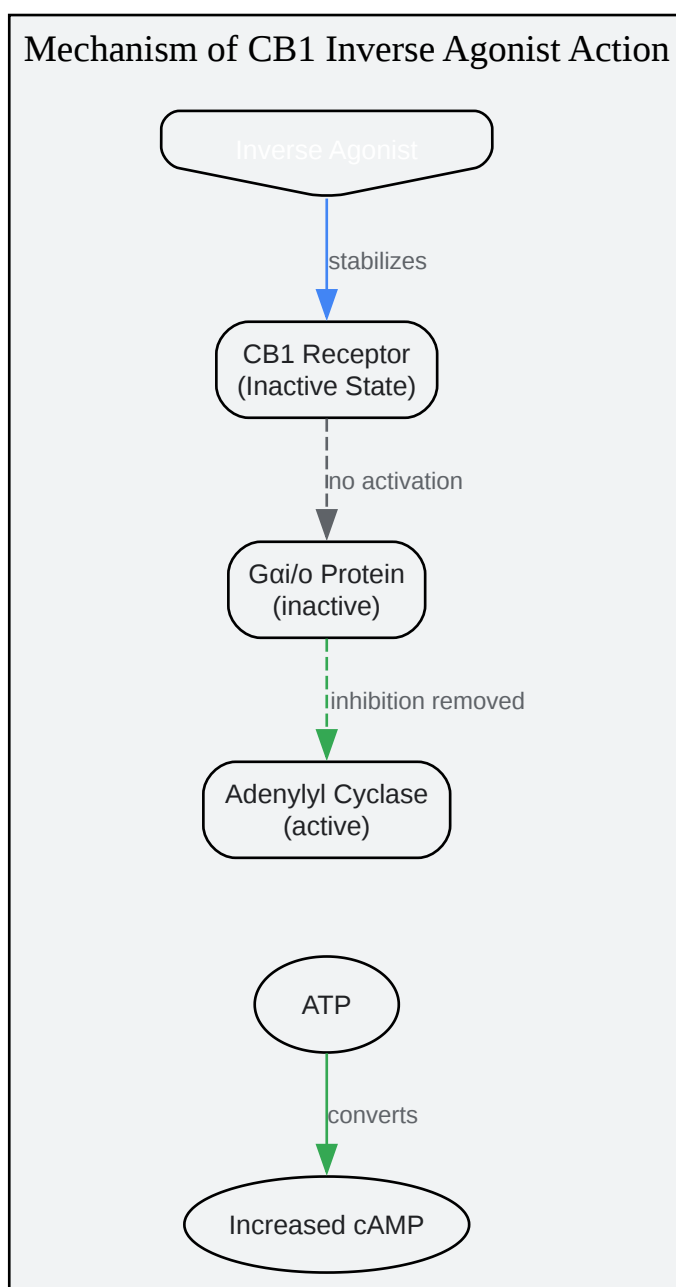 Mechanism of CB1 Inverse Agonist Action
Inverse Agonist
stabilizes
CB1 Receptor
(Inactive State)
no activation
Gαi/o Protein
(inactive)
inhibition removed
Adenylyl Cyclase
(active)
ATP
converts
Increased cAMP